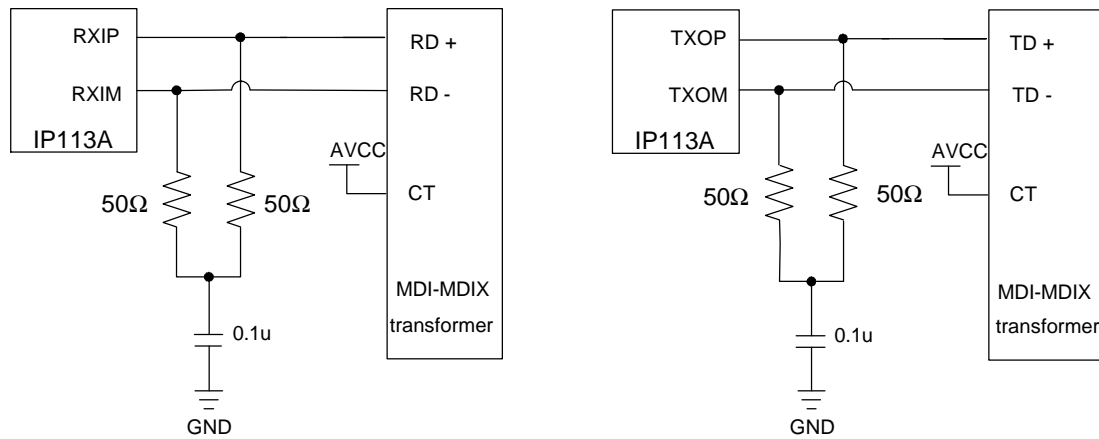 RXIP
RD +
RXIM
RD -
IP113A
AVCC
50Ω
50Ω
CT
MDI-MDIX
transformer
0.1u
GND
TXOP
TD +
TXOM
TD -
IP113A
AVCC
50Ω
50Ω
CT
MDI-MDIX
transformer
0.1u
GND